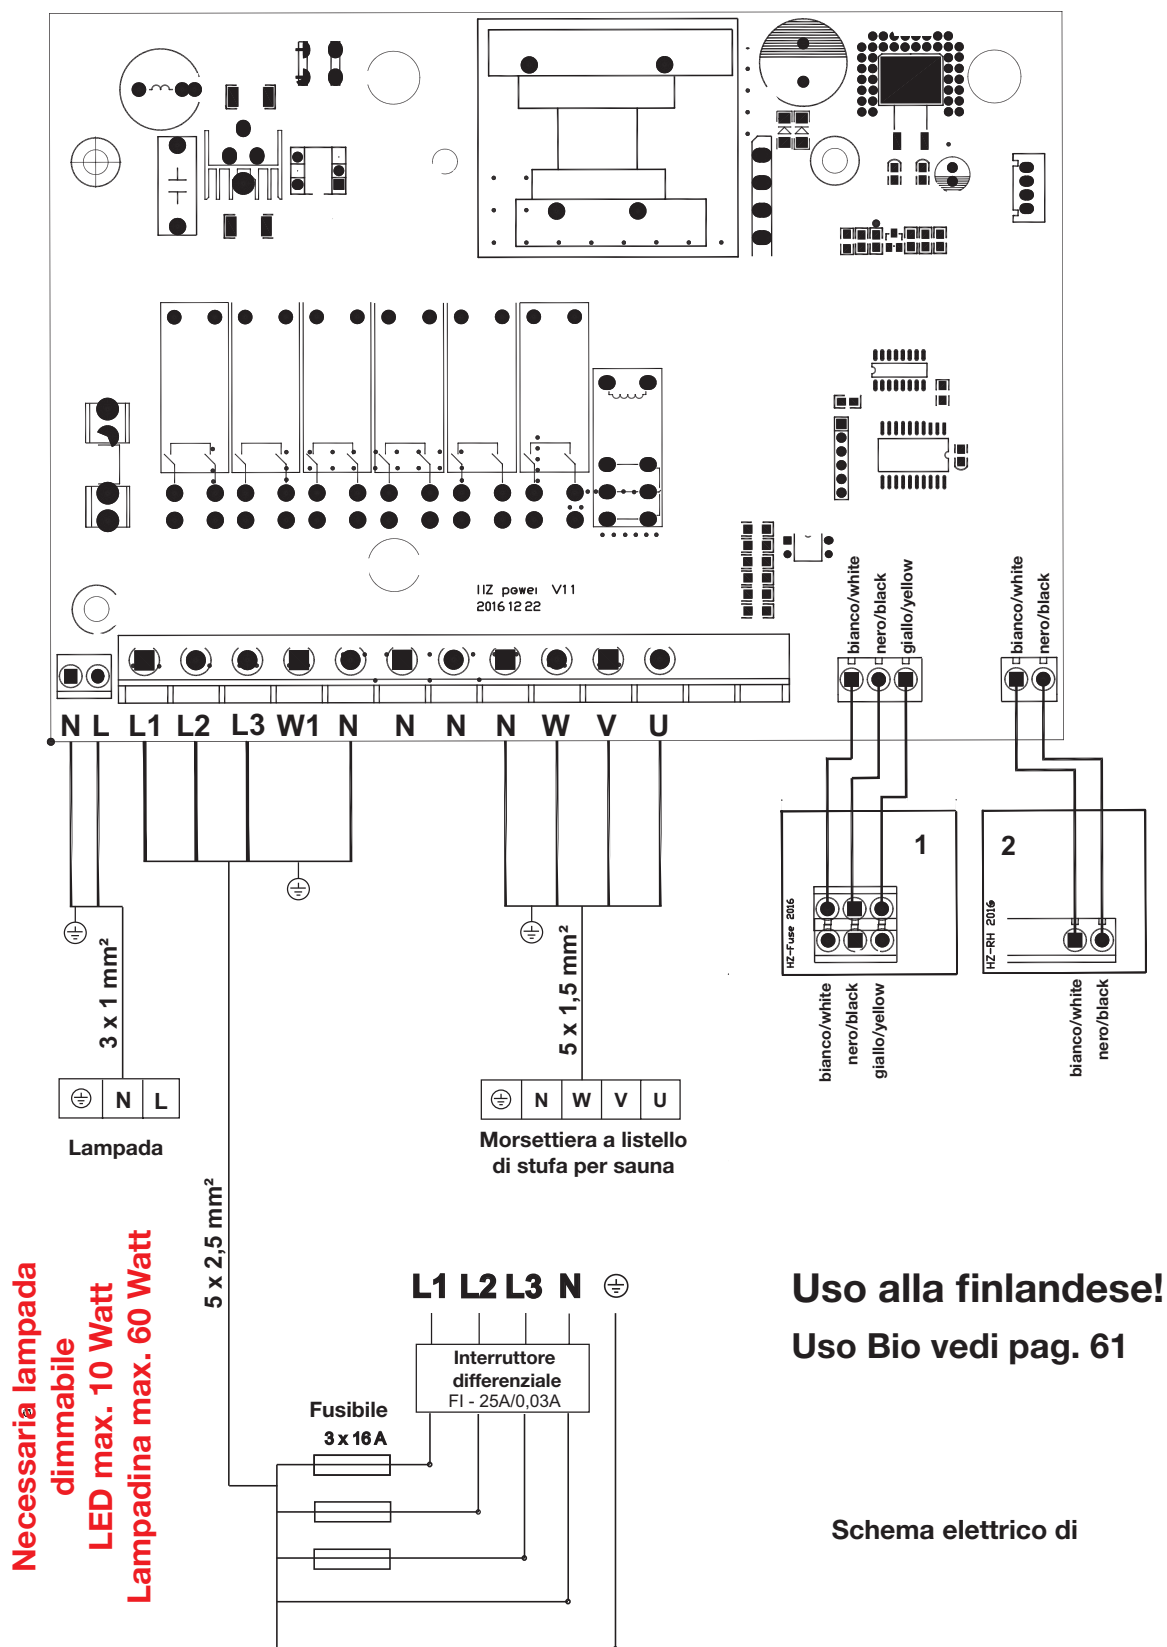 HZ power V11
2016 12 22
bianco/white
nero/black
giallo/yellow
bianco/white
nero/black
N L L1 L2 L3 W1 N N N N W V U
1
HZ-Fuse 2016
2
HZ-RH 2016
bianco/white
nero/black
giallo/yellow
bianco/white
nero/black
3 x 1 mm²
5 x 1,5 mm²
N L
Lampada
N W V U
Morsettiera a listello
di stufa per sauna
5 x 2,5 mm²
Necessaria lampada
dimmabile
LED max. 10 Watt
Lampadina max. 60 Watt
L1 L2 L3 N
Interruttore
differenziale
FI - 25A/0,03A
Fusibile
3 x 16 A
Uso alla finlandese!
Uso Bio vedi pag. 61
Schema elettrico di